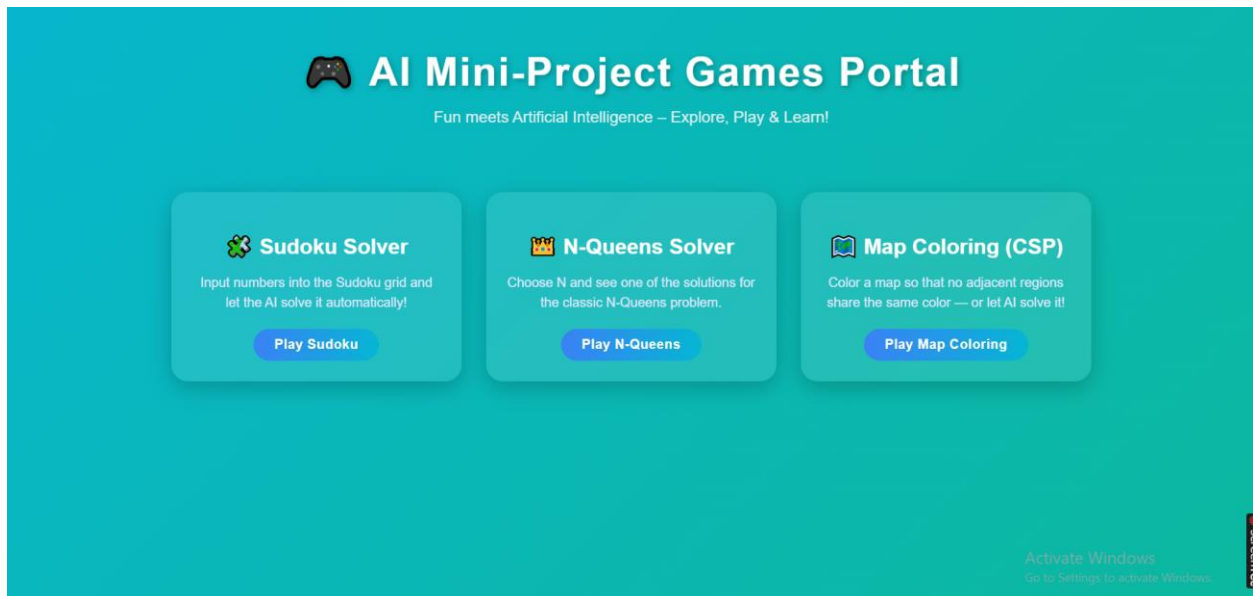 AI Mini-Project Games Portal
Fun meets Artificial Intelligence – Explore, Play & Learn!
Sudoku Solver
Input numbers into the Sudoku grid and
let the AI solve it automatically!
Play Sudoku
N-Queens Solver
Choose N and see one of the solutions for
the classic N-Queens problem.
Play N-Queens
Map Coloring (CSP)
Color a map so that no adjacent regions
share the same color — or let AI solve it!
Play Map Coloring
Activate Windows
Go to Settings to activate Windows.